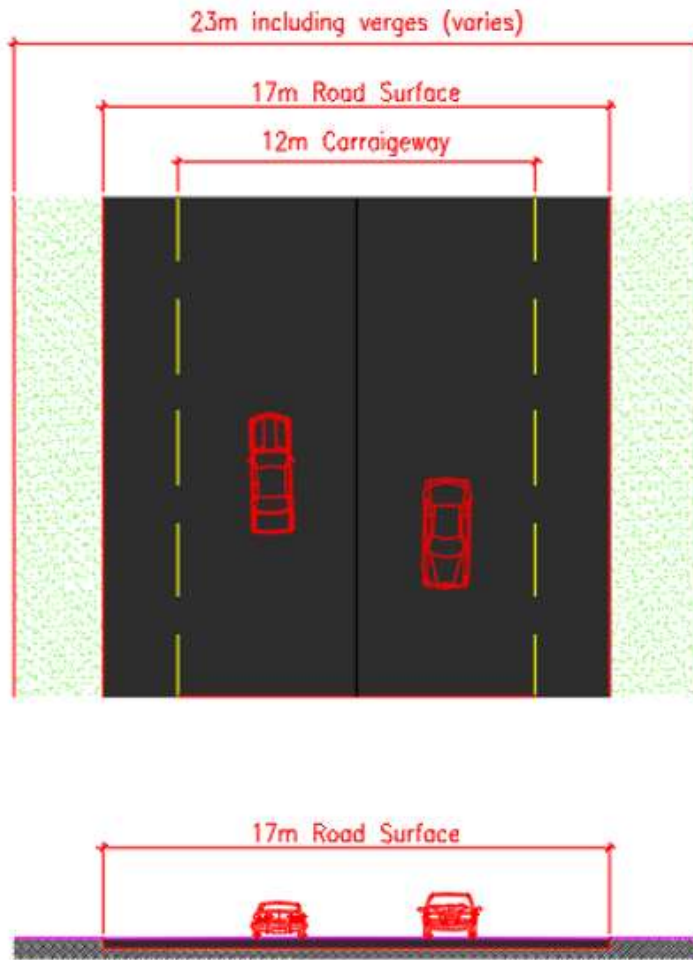 23m including verges (varies)
17m Road Surface
12m Carraigeway
17m Road Surface